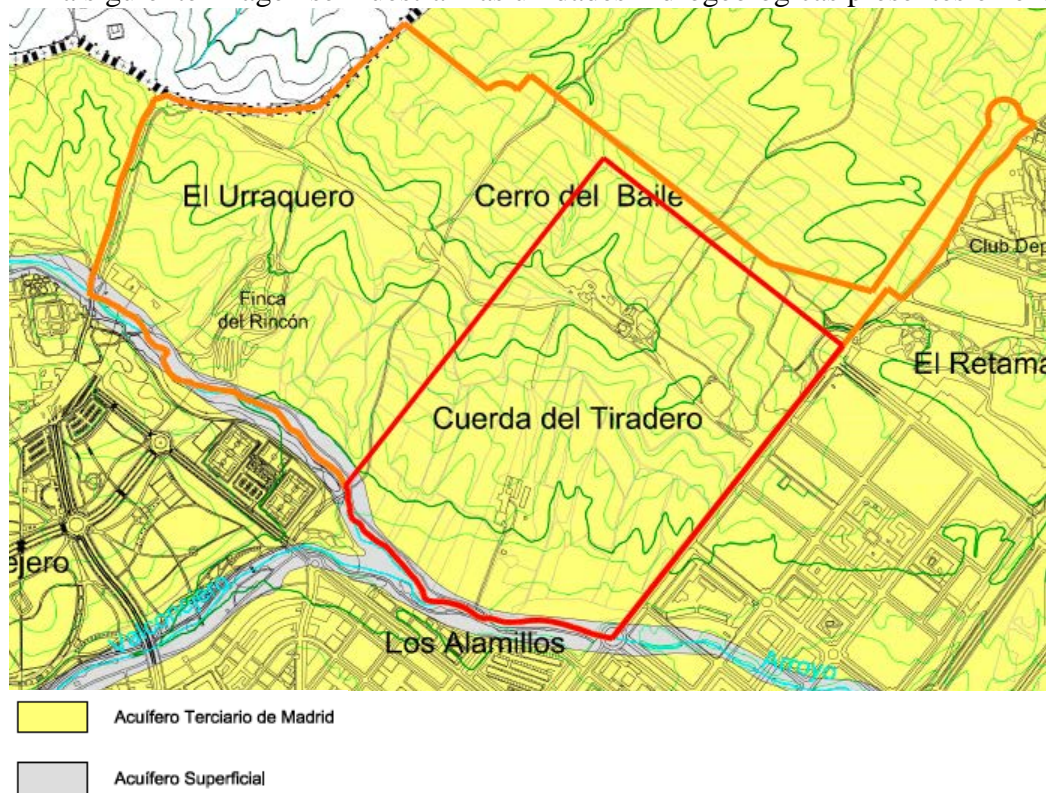 El Urraquero
Cerro del Baile
Club Dep
Finca
del Rincón
El Retama
Cuerda del Tiradero
ejero
Los Alamillos
Arroyo
Acuífero Terciario de Madrid
Acuífero Superficial